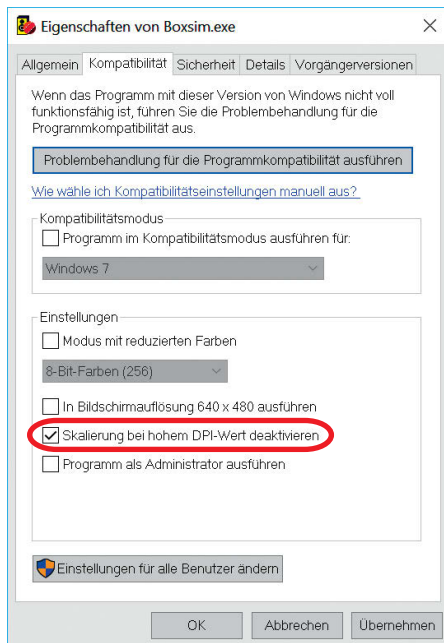 Eigenschaften von Boxsim.exe
Allgemein Kompatibilität Sicherheit Details Vorgängerversionen
Wenn das Programm mit dieser Version von Windows nicht voll
funktionsfähig ist, führen Sie die Problembehandlung für die
Programmkompatibilität aus.
Problembehandlung für die Programmkompatibilität ausführen
Wie wähle ich Kompatibilitätseinstellungen manuell aus?
Kompatibilitätsmodus
Programm im Kompatibilitätsmodus ausführen für:
Windows 7
Einstellungen
Modus mit reduzierten Farben
8-Bit-Farben (256)
In Bildschirmauflösung 640 x 480 ausführen
Skalierung bei hohem DPI-Wert deaktivieren
Programm als Administrator ausführen
Einstellungen für alle Benutzer ändern
OK Abbrechen Übernehmen